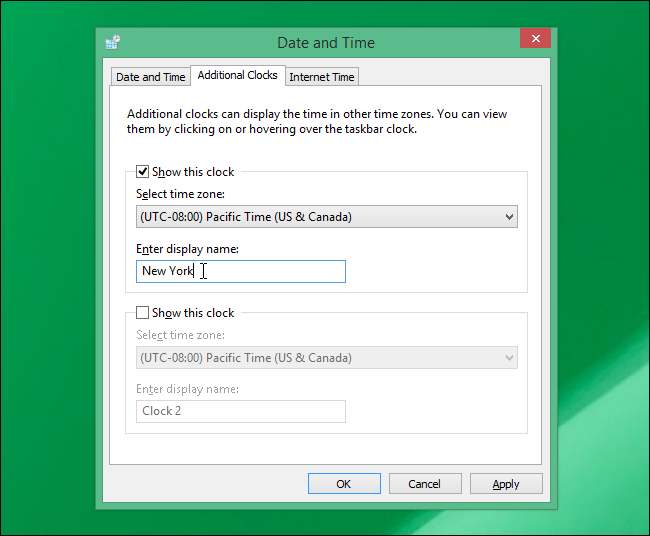 Date and Time
Date and Time Additional Clocks Internet Time
Additional clocks can display the time in other time zones. You can view
them by clicking on or hovering over the taskbar clock.
Show this clock
Select time zone:
(UTC-08:00) Pacific Time (US & Canada)
Enter display name:
New York
Show this clock
Select time zone:
(UTC-08:00) Pacific Time (US & Canada)
Enter display name:
Clock 2
OK Cancel Apply